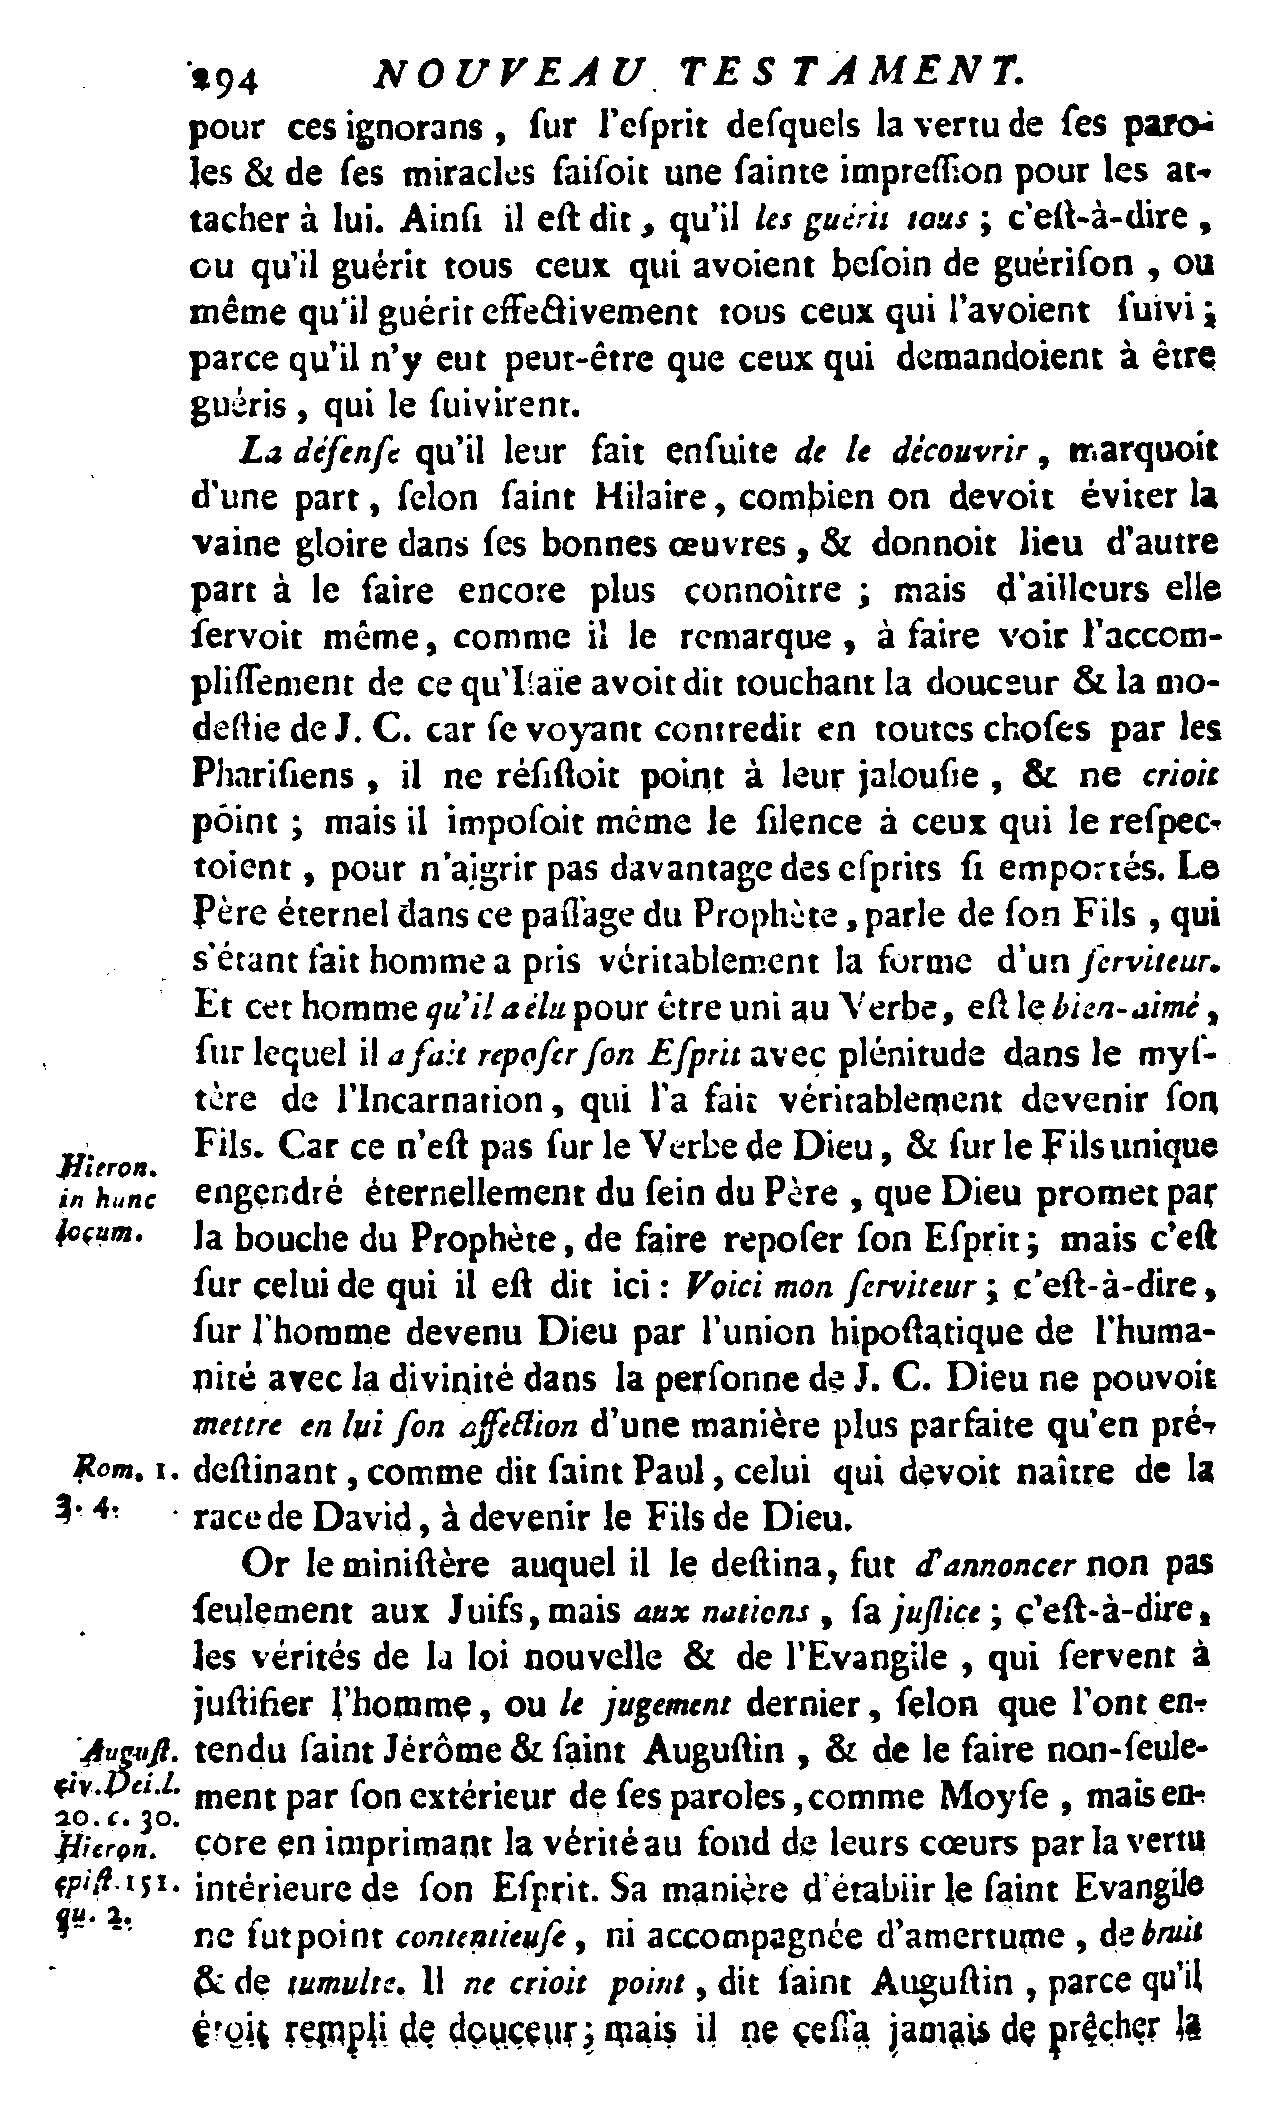 294 NOUVEAU TESTAMENT.
pour ces ignorans, ſur l'eſprit deſquels la vertu de ſes paro-
les & de ſes miracles faiſoit une ſainte impreſſion pour les at-
tacher à lui. Ainſi il eſt dit, qu'il les guérit tous ; c'eſt-à-dire,
ou qu'il guérit tous ceux qui avoient beſoin de guériſon, ou
même qu'il guérit effectivement tous ceux qui l'avoient ſuivi ;
parce qu'il n'y eut peut-être que ceux qui demandoient à être
guéris, qui le ſuivirent.
La défenſe qu'il leur fait enſuite de le découvrir, marquoit
d'une part, ſelon ſaint Hilaire, combien on devoit éviter la
vaine gloire dans ſes bonnes œuvres, & donnoit lieu d'autre
part à le faire encore plus connoître ; mais d'ailleurs elle
ſervoit même, comme il le remarque, à faire voir l'accom-
pliſſement de ce qu'Iſaïe avoit dit touchant la douceur & la mo-
deſtie de J. C. car ſe voyant contredit en toutes choſes par les
Phariſiens, il ne réſiſtoit point à leur jalouſie, & ne crioit
point ; mais il impoſoit même le ſilence à ceux qui le reſpec-
toient, pour n'aigrir pas davantage des eſprits ſi emportés. Le
Père éternel dans ce paſſage du Prophète, parle de ſon Fils, qui
s'étant fait homme a pris véritablement la forme d'un ſerviteur.
Et cet homme qu'il a élu pour être uni au Verbe, eſt le bien-aimé,
ſur lequel il a fait repoſer ſon Eſprit avec plénitude dans le myſ-
tère de l'Incarnation, qui l'a fait véritablement devenir ſon
Fils. Car ce n'eſt pas ſur le Verbe de Dieu, & ſur le Fils unique
Hieron.
in hunc
locum.
engendré éternellement du ſein du Père, que Dieu promet par
la bouche du Prophète, de faire repoſer ſon Eſprit ; mais c'eſt
ſur celui de qui il eſt dit ici : Voici mon ſerviteur ; c'eſt-à-dire,
ſur l'homme devenu Dieu par l'union hipoſtatique de l'huma-
nité avec la divinité dans la perſonne de J. C. Dieu ne pouvoit
mettre en lui ſon affection d'une manière plus parfaite qu'en pré-
Rom. 1.
3. 4.
deſtinant, comme dit ſaint Paul, celui qui devoit naître de la
race de David, à devenir le Fils de Dieu.
Or le miniſtère auquel il le deſtina, fut d'annoncer non pas
ſeulement aux Juifs, mais aux nations, ſa juſtice ; c'eſt-à-dire,
les vérités de la loi nouvelle & de l'Evangile, qui ſervent à
juſtifier l'homme, ou le jugement dernier, ſelon que l'ont en-
Auguſt.
civ. Dei. l.
20. c. 30.
Hieron.
epiſt. 151.
qu. 2.
tendu ſaint Jérôme & ſaint Auguſtin, & de le faire non-ſeule-
ment par ſon extérieur de ſes paroles, comme Moyſe, mais en-
core en imprimant la vérité au fond de leurs cœurs par la vertu
intérieure de ſon Eſprit. Sa manière d'établir le ſaint Evangile
ne fut point contentieuſe, ni accompagnée d'amertume, de bruit
& de tumulte. Il ne crioit point, dit ſaint Auguſtin, parce qu'il
étoit rempli de douceur ; mais il ne ceſſa jamais de prêcher la